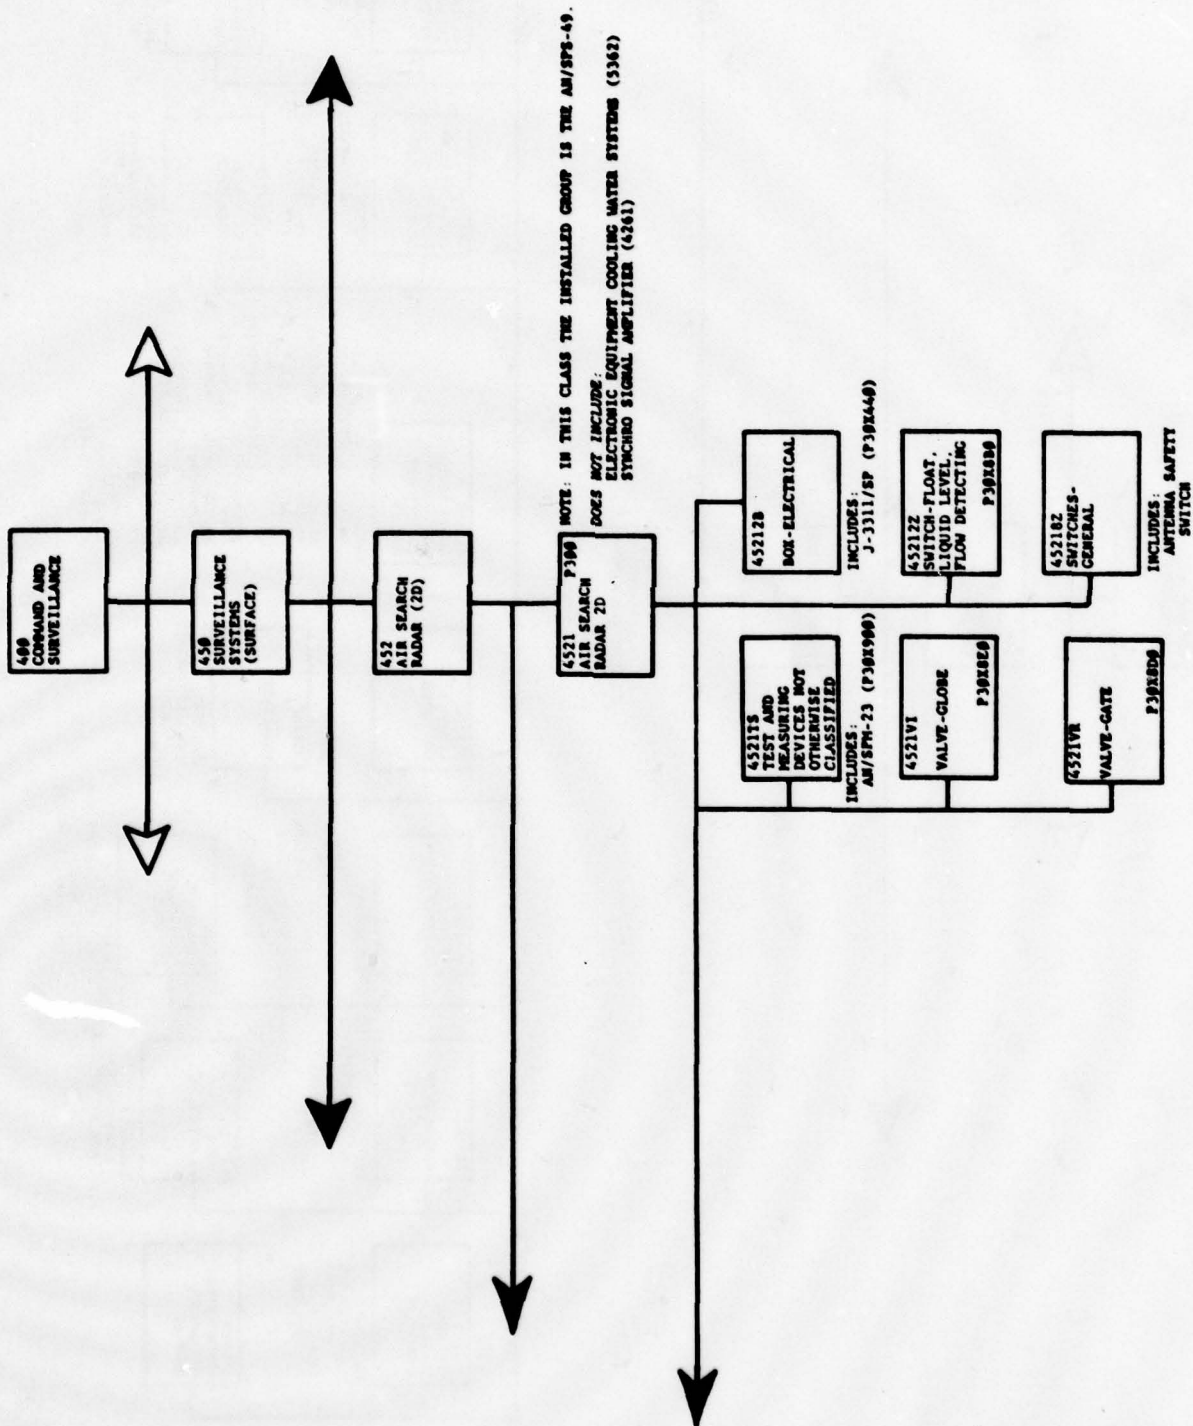 400
COMMAND AND
SURVEILLANCE
450
SURVEILLANCE
SYSTEMS
(SURFACE)
452
AIR SEARCH
RADAR (2D)
4521 P300
AIR SEARCH
RADAR 2D
NOTE: IN THIS CLASS THE INSTALLED GROUP IS THE AN/SPS-49.
DOES NOT INCLUDE:
ELECTRONIC EQUIPMENT COOLING WATER SYSTEMS (5362)
SYNCHRO SIGNAL AMPLIFIER (4261)
4521TS
TEST AND
MEASURING
DEVICES NOT
OTHERWISE
CLASSIFIED
INCLUDES:
AN/SPM-23 (P30X900)
45212B
BOX-ELECTRICAL
INCLUDES:
J-3311/SP (P30X440)
4521VI
VALVE-GLOBE
P30X8E0
45212Z
SWITCH-FLOAT,
LIQUID LEVEL,
FLOW DETECTING
P30X8B0
4521VR
VALVE-GATE
P30X8D0
45218Z
SWITCHES-
GENERAL
INCLUDES:
ANTENNA SAFETY
SWITCH